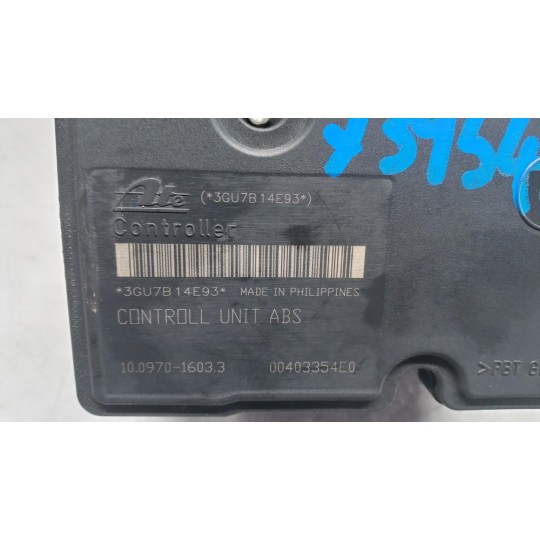 Ate (*3GU7B14E93*)
Controller
*3GU7B14E93* MADE IN PHILIPPINES
CONTROLL UNIT ABS
10.0970-1603.3 00403354E0
>PBT